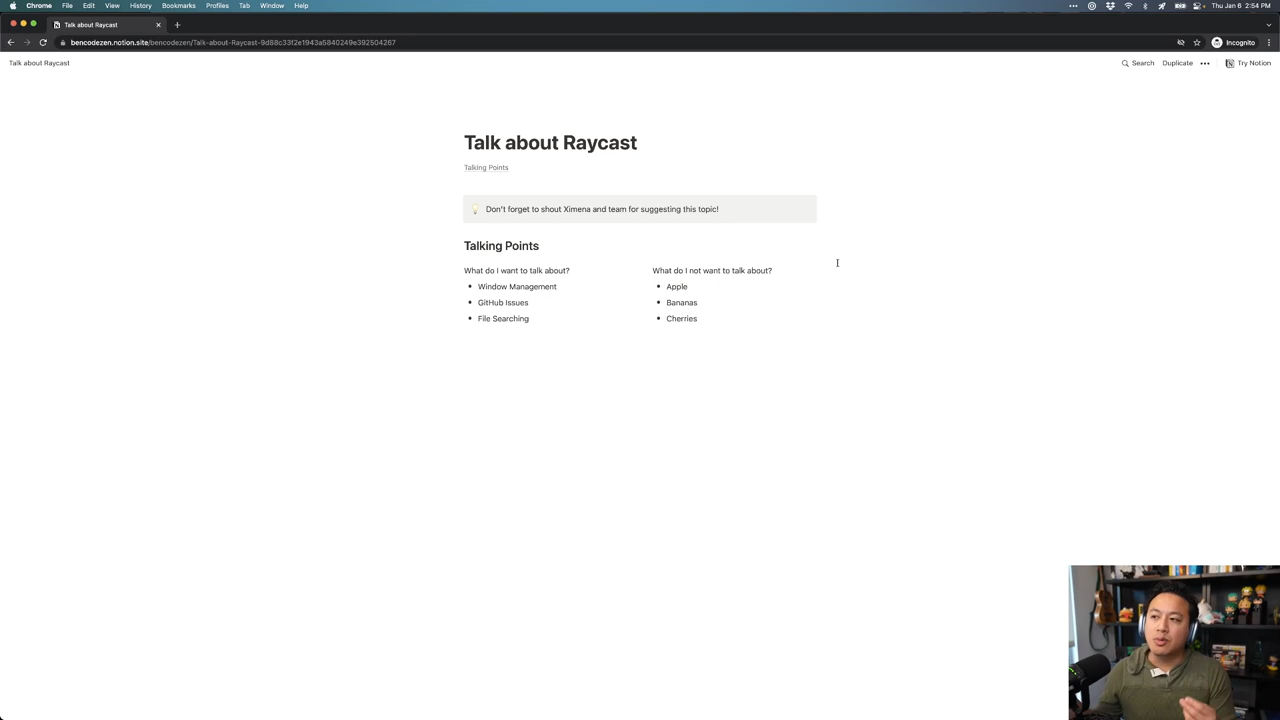 Chrome File Edit View History Bookmarks Profiles Tab Window Help
Thu Jan 6 2:54 PM
Talk about Raycast
bencodezen.notion.site/bencodezen/Talk-about-Raycast-9d88c33f2e1943a5840249e392504267
Incognito
Talk about Raycast
Search Duplicate Try Notion
Talk about Raycast
Talking Points
Don't forget to shout Ximena and team for suggesting this topic!
Talking Points
What do I want to talk about?
• Window Management
• GitHub Issues
• File Searching
What do I not want to talk about?
• Apple
• Bananas
• Cherries